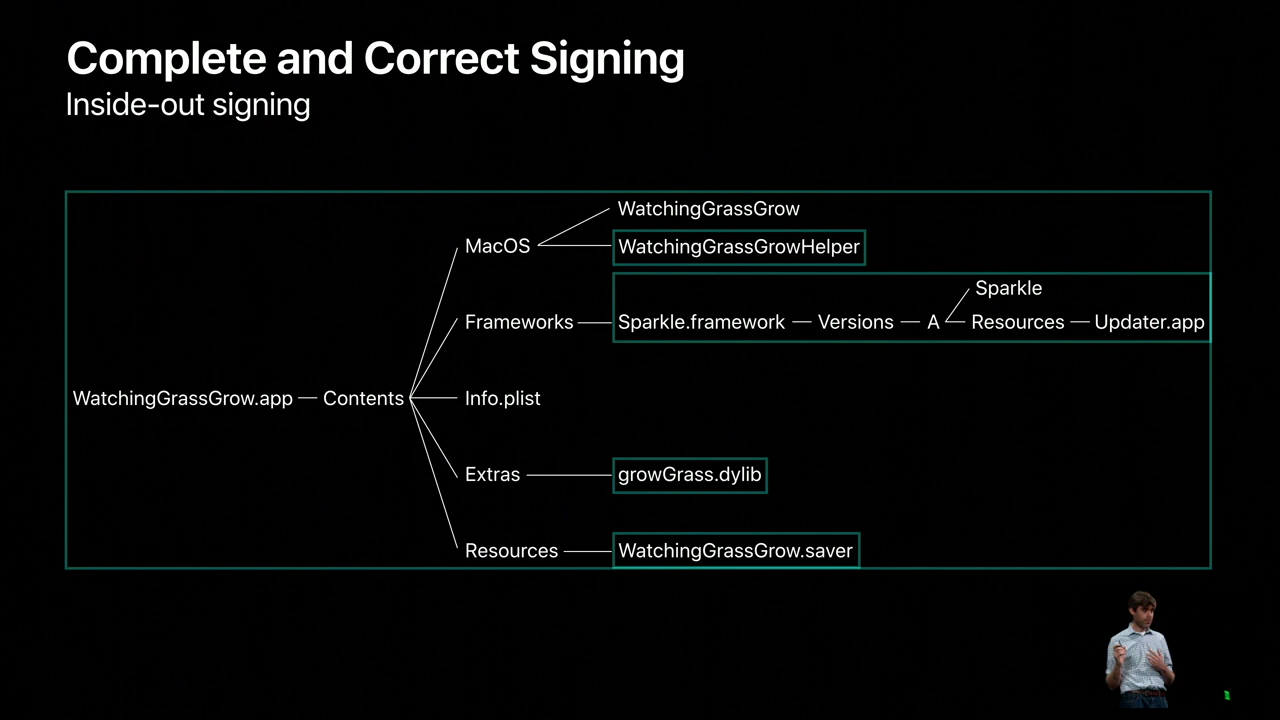 Complete and Correct Signing
Inside-out signing
WatchingGrassGrow
MacOS
WatchingGrassGrowHelper
Sparkle
Frameworks
Sparkle.framework
Versions
A
Resources
Updater.app
WatchingGrassGrow.app
Contents
Info.plist
Extras
growGrass.dylib
Resources
WatchingGrassGrow.saver